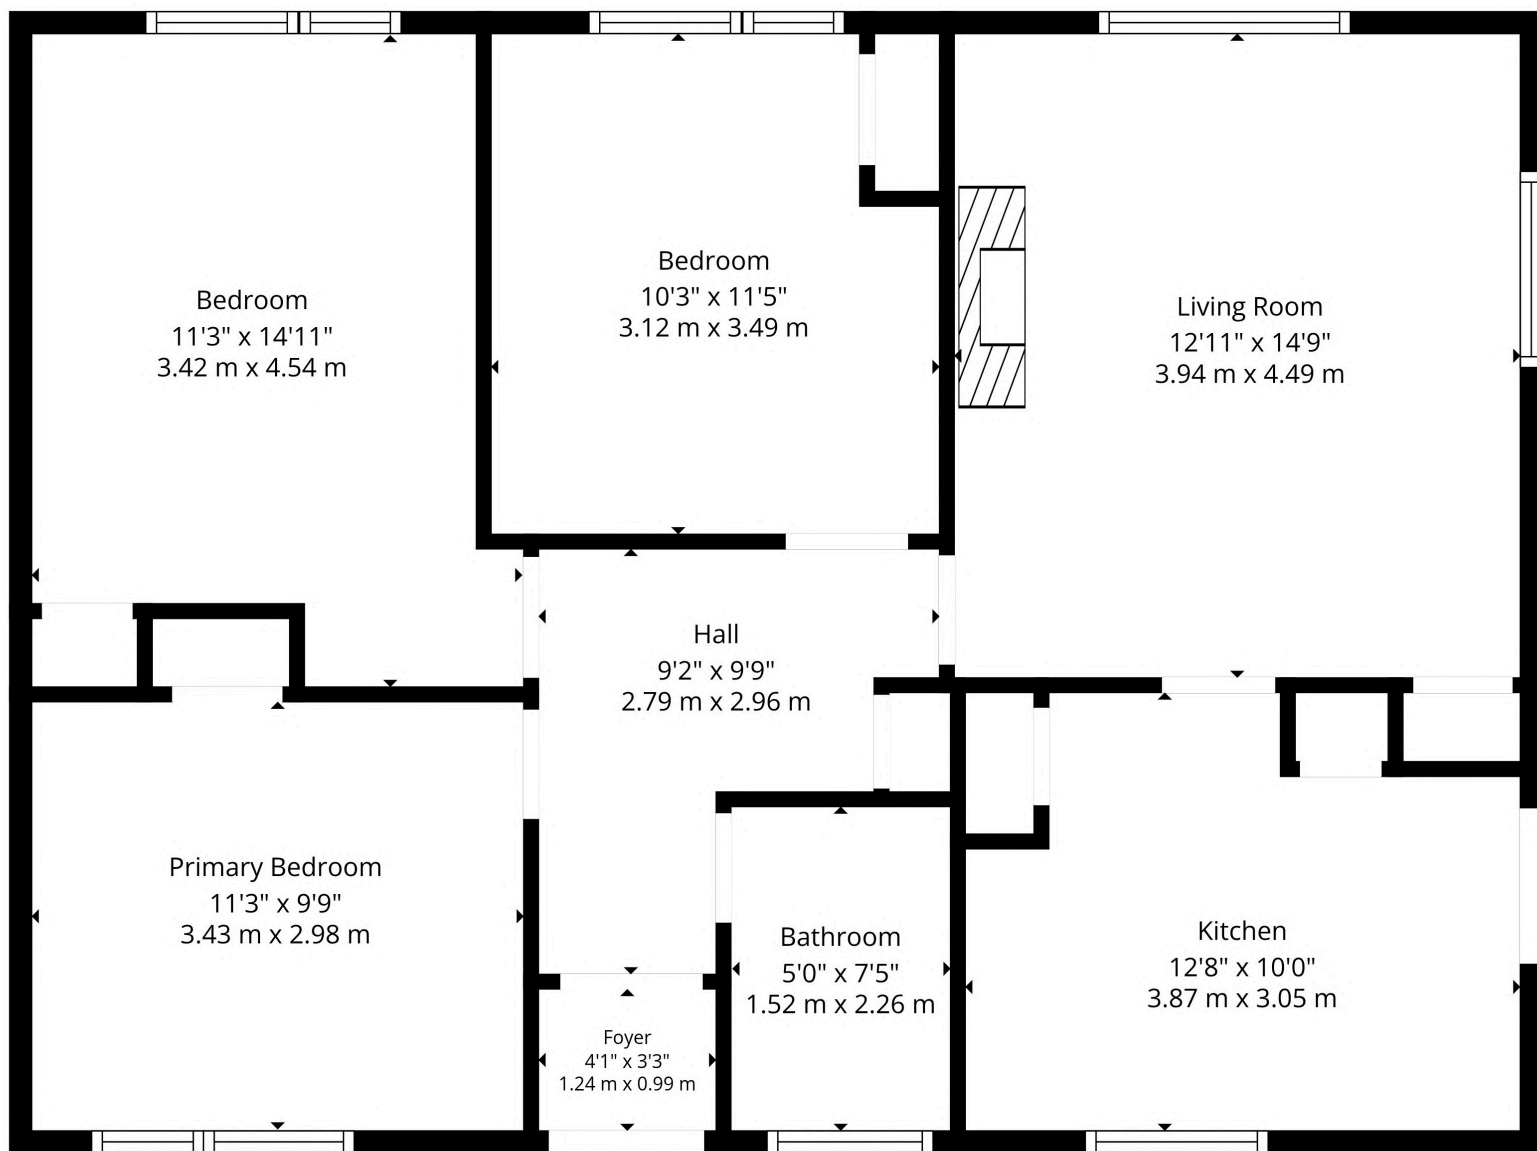 Bedroom
11'3" x 14'11"
3.42 m x 4.54 m
Bedroom
10'3" x 11'5"
3.12 m x 3.49 m
Living Room
12'11" x 14'9"
3.94 m x 4.49 m
Hall
9'2" x 9'9"
2.79 m x 2.96 m
Primary Bedroom
11'3" x 9'9"
3.43 m x 2.98 m
Bathroom
5'0" x 7'5"
1.52 m x 2.26 m
Kitchen
12'8" x 10'0"
3.87 m x 3.05 m
Foyer
4'1" x 3'3"
1.24 m x 0.99 m